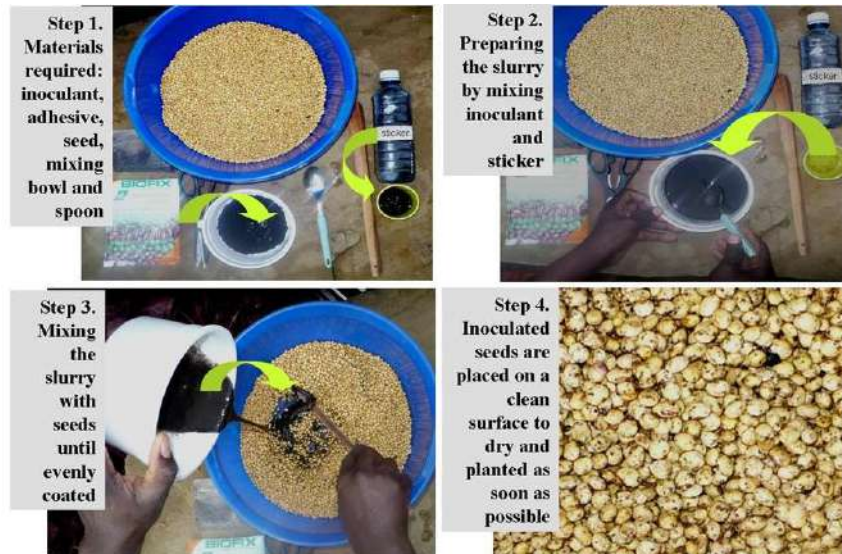 Step 1.
Materials
required:
inoculant,
adhesive,
seed,
mixing
bowl and
spoon
sticker
BIOFIX
Step 2.
Preparing
the slurry
by mixing
inoculant
and
sticker
sticker
BIOFIX
Step 3.
Mixing
the
slurry
with
seeds
until
evenly
coated
BIOFIX
Step 4.
Inoculated
seeds are
placed on a
clean
surface to
dry and
planted as
soon as
possible